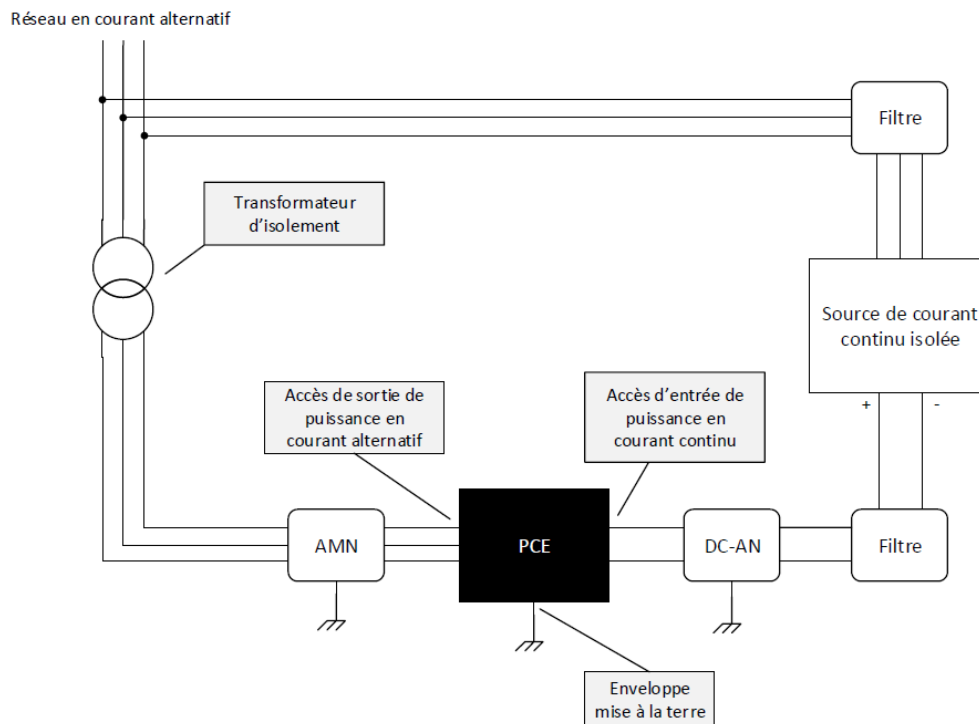 Réseau en courant alternatif
Filtre
Transformateur
d'isolement
Source de courant
continu isolée
+ -
Accès de sortie de
puissance en
courant alternatif
Accès d'entrée de
puissance en
courant continu
AMN
PCE
DC-AN
Filtre
Enveloppe
mise à la terre